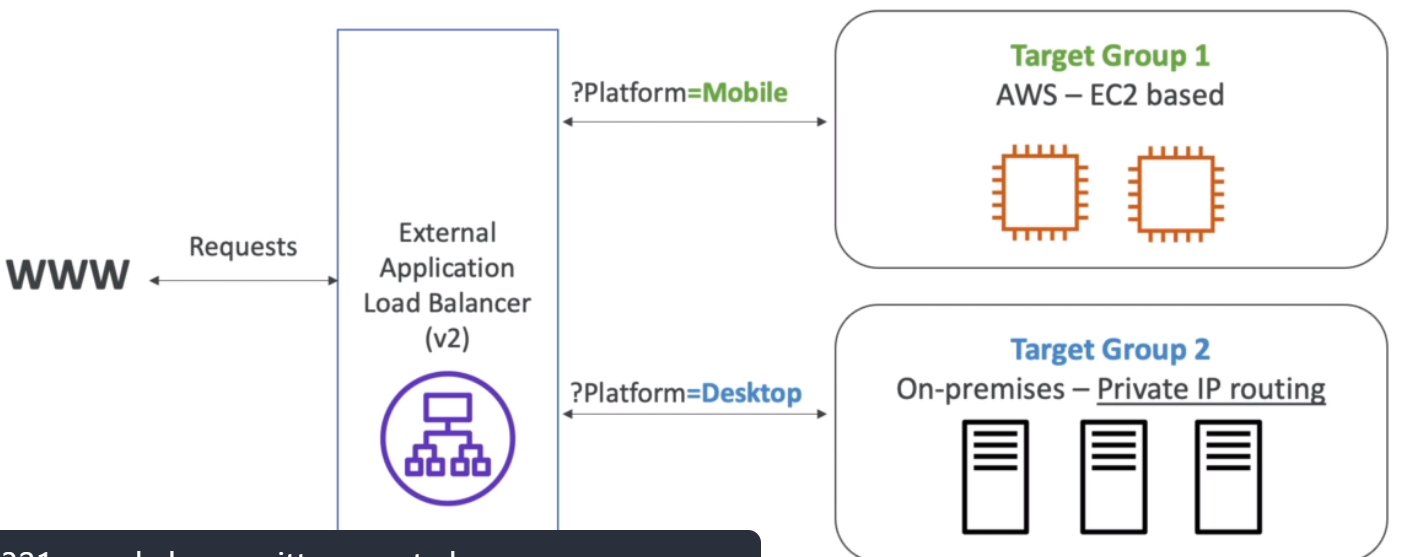 WWW
Requests
External
Application
Load Balancer
(v2)
?Platform=Mobile
Target Group 1
AWS – EC2 based
?Platform=Desktop
Target Group 2
On-premises – Private IP routing